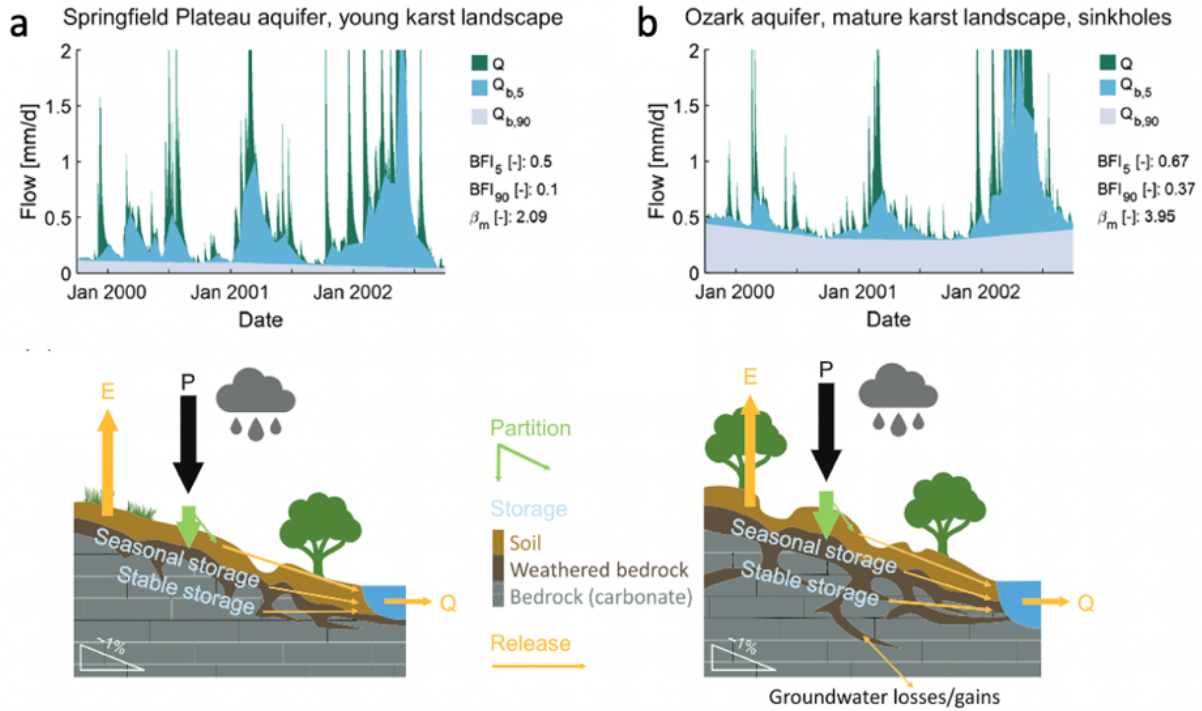 a
Springfield Plateau aquifer, young karst landscape
2
1.5
1
0.5
0
Flow [mm/d]
Jan 2000
Jan 2001
Jan 2002
Date
Q
Qb,5
Qb,90
BFI5 [-]: 0.5
BFI90 [-]: 0.1
βm [-]: 2.09
b
Ozark aquifer, mature karst landscape, sinkholes
2
1.5
1
0.5
0
Flow [mm/d]
Jan 2000
Jan 2001
Jan 2002
Date
Q
Qb,5
Qb,90
BFI5 [-]: 0.67
BFI90 [-]: 0.37
βm [-]: 3.95
E
P
Seasonal storage
Stable storage
Q
~1%
Partition
Storage
Soil
Weathered bedrock
Bedrock (carbonate)
Release
E
P
Seasonal storage
Stable storage
Q
~1%
Groundwater losses/gains